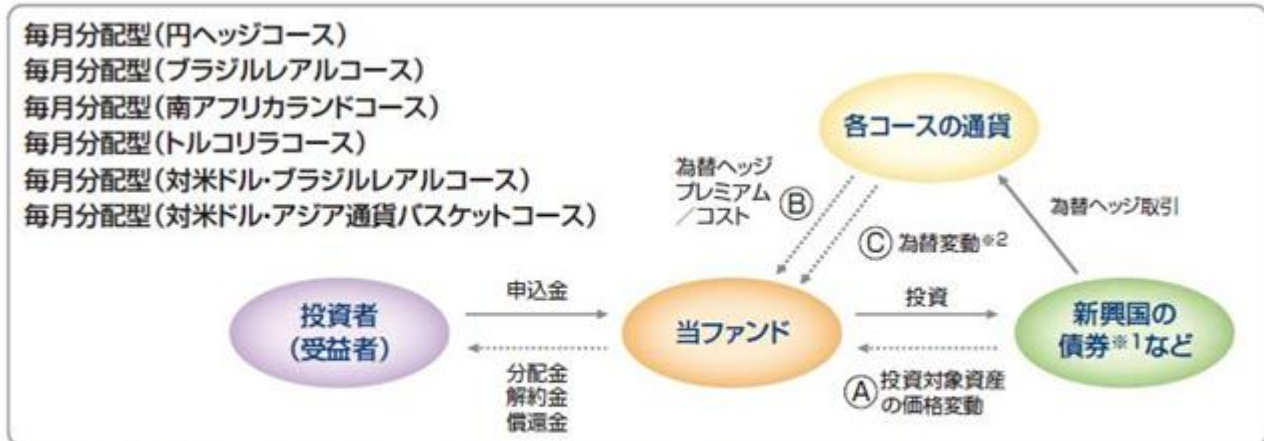 毎月分配型(円ヘッジコース)
毎月分配型(ブラジルレアルコース)
毎月分配型(南アフリカランドコース)
毎月分配型(トルコリラコース)
毎月分配型(対米ドル・ブラジルレアルコース)
毎月分配型(対米ドル・アジア通貨バスケットコース)
各コースの通貨
為替ヘッジ
プレミアム
/コスト
Ⓑ
Ⓒ 為替変動※2
為替ヘッジ取引
投資者
(受益者)
申込金
分配金
解約金
償還金
当ファンド
投資
Ⓐ 投資対象資産
の価格変動
新興国の
債券※1など